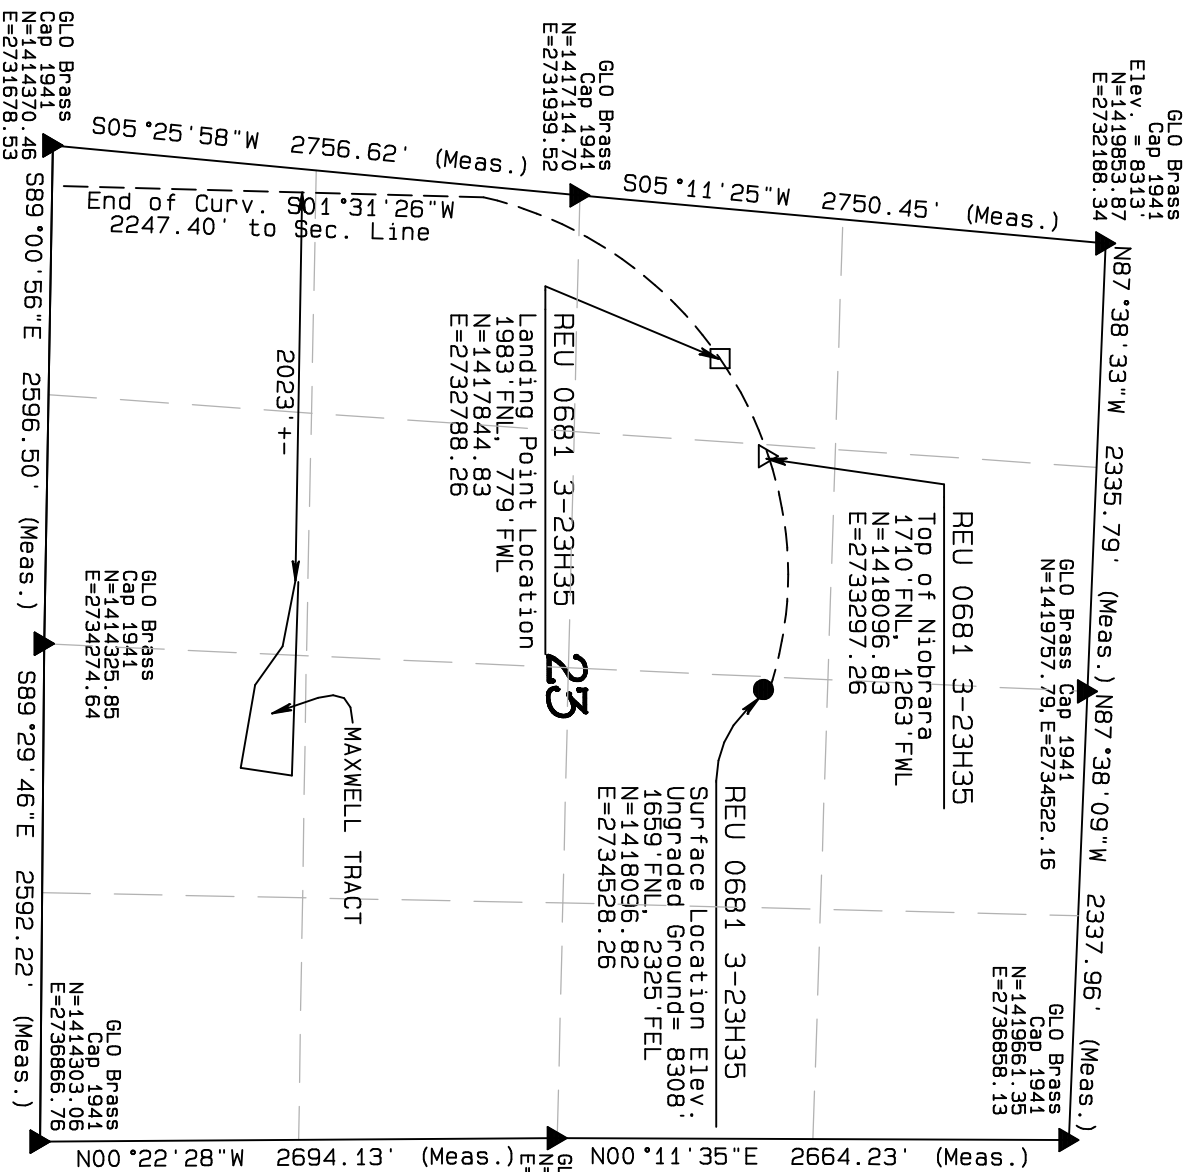 GLO Brass
Cap 1941
Elev. = 8313'
N=1419853.87
E=2732188.34
N87°38'33"W 2335.79' (Meas.)
GLO Brass Cap 1941
N=1419757.79, E=2734522.16
N87°38'09"W 2337.96' (Meas.)
GLO Brass
Cap 1941
N=1419661.35
E=2736858.13
S05°11'25"W 2750.45' (Meas.)
GLO Brass
Cap 1941
N=1417114.70
E=2731939.52
S05°25'58"W 2756.62' (Meas.)
GLO Brass
Cap 1941
N=1414370.46
E=2731678.53
REU 0681 3-23H35
Top of Niobrara
1710'FNL, 1263'FWL
N=1418096.83
E=2733297.26
REU 0681 3-23H35
Surface Location Elev.
Ungraded Ground= 8308'
1659'FNL, 2325'FEL
N=1418096.82
E=2734528.26
REU 0681 3-23H35
Landing Point Location
1983'FNL, 779'FWL
N=1417844.83
E=2732788.26
23
End of Curv. S01°31'26"W
2247.40' to Sec. Line
2023'+-
MAXWELL TRACT
GLO Brass
Cap 1941
N=1414325.85
E=2734274.64
S89°00'56"E 2596.50' (Meas.)
S89°29'46"E 2592.22' (Meas.)
GLO Brass
Cap 1941
N=1414303.06
E=2736866.76
N00°22'28"W 2694.13' (Meas.)
GL
N=
E=
N00°11'35"E 2664.23' (Meas.)